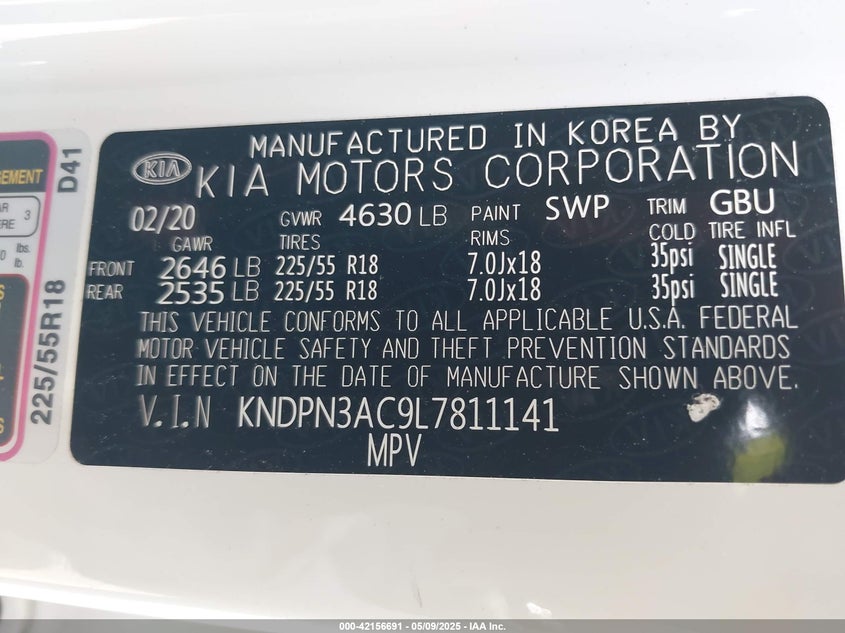 MANUFACTURED IN KOREA BY
KIA KIA MOTORS CORPORATION
02/20 GVWR 4630 LB PAINT SWP TRIM GBU
GAWR TIRES RIMS COLD TIRE INFL
FRONT 2646 LB 225/55 R18 7.0Jx18 35psi SINGLE
REAR 2535 LB 225/55 R18 7.0Jx18 35psi SINGLE
THIS VEHICLE CONFORMS TO ALL APPLICABLE U.S.A. FEDERAL
MOTOR VEHICLE SAFETY AND THEFT PREVENTION STANDARDS
IN EFFECT ON THE DATE OF MANUFACTURE SHOWN ABOVE.
V.I.N KNDPN3AC9L7811141
MPV
D41
225/55R18
3
lbs.
lb.
000-42156691 - 05/09/2025 - IAA Inc.